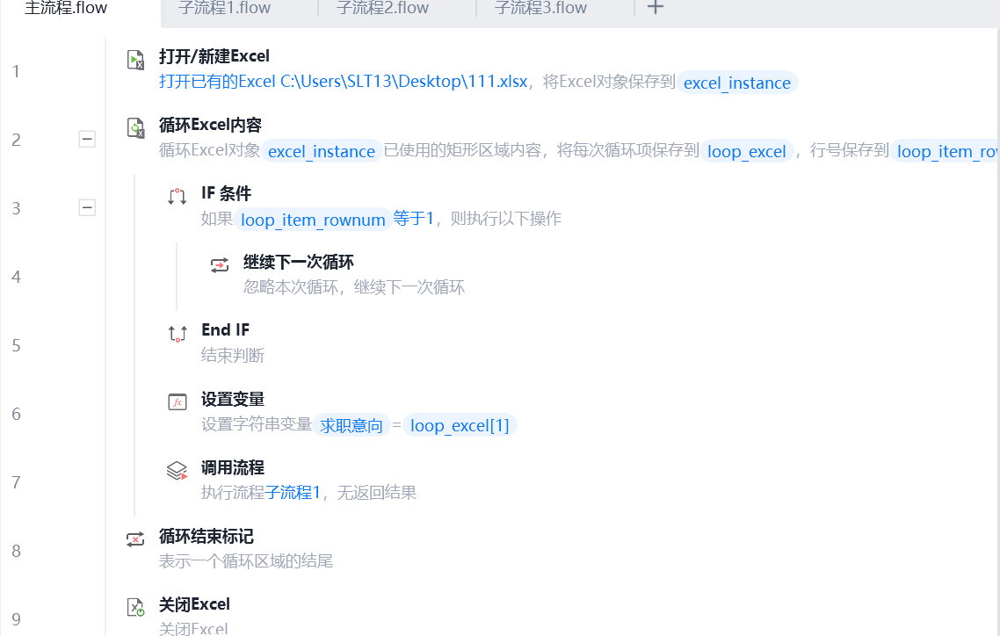 主流程.flow 子流程1.flow 子流程2.flow 子流程3.flow
1
打开/新建Excel
打开已有的Excel C:\Users\SLT13\Desktop\111.xlsx，将Excel对象保存到 excel_instance
2
循环Excel内容
循环Excel对象 excel_instance 已使用的矩形区域内容，将每次循环项保存到 loop_excel ，行号保存到 loop_item_row
3
IF 条件
如果 loop_item_rownum 等于1，则执行以下操作
4
继续下一次循环
忽略本次循环，继续下一次循环
5
End IF
结束判断
6
设置变量
设置字符串变量 求职意向 = loop_excel[1]
7
调用流程
执行流程子流程1，无返回结果
8
循环结束标记
表示一个循环区域的结尾
9
关闭Excel
关闭Excel